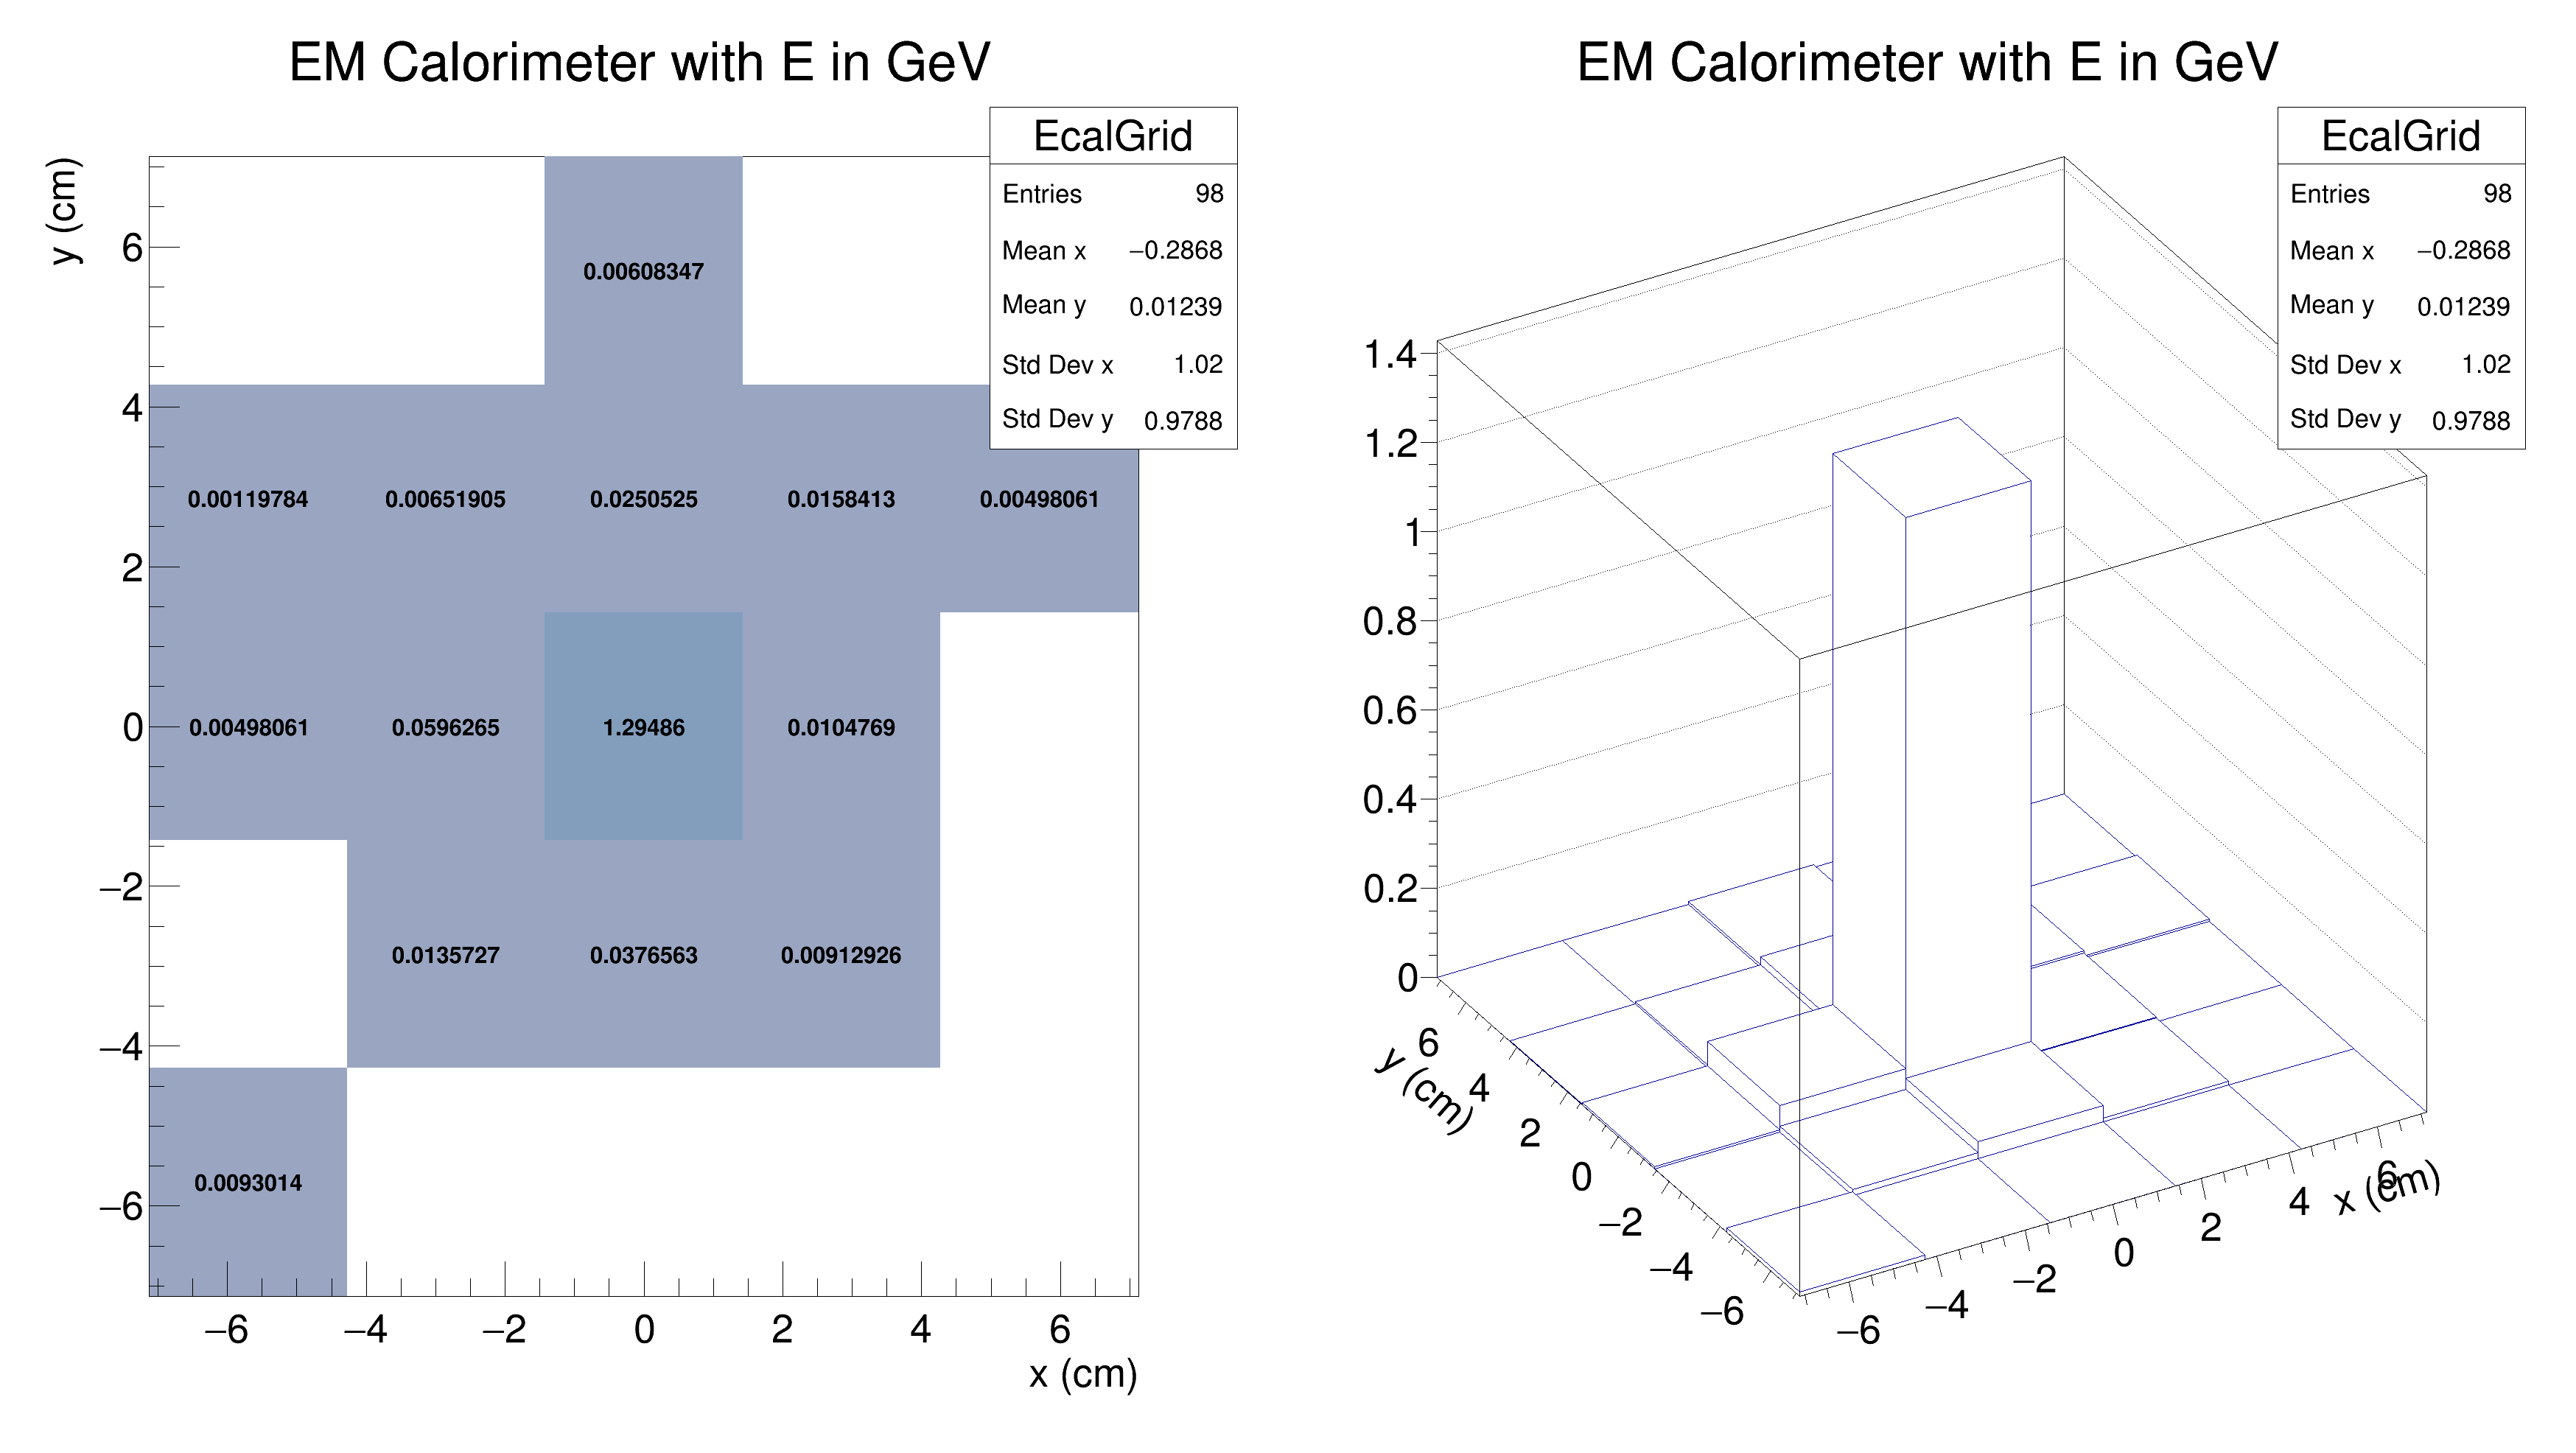 EM Calorimeter with E in GeV
EcalGrid
Entries 98
Mean x −0.2868
Mean y 0.01239
Std Dev x 1.02
Std Dev y 0.9788
y (cm)
6
4
2
0
−2
−4
−6
0.00608347
0.00119784 0.00651905 0.0250525 0.0158413 0.00498061
0.00498061 0.0596265 1.29486 0.0104769
0.0135727 0.0376563 0.00912926
0.0093014
−6 −4 −2 0 2 4 6
x (cm)
EM Calorimeter with E in GeV
EcalGrid
Entries 98
Mean x −0.2868
Mean y 0.01239
Std Dev x 1.02
Std Dev y 0.9788
1.4
1.2
1
0.8
0.6
0.4
0.2
0
y (cm)
6
4
2
0
−2
−4
−6
−6 −4 −2 0 2 4 6
x (cm)